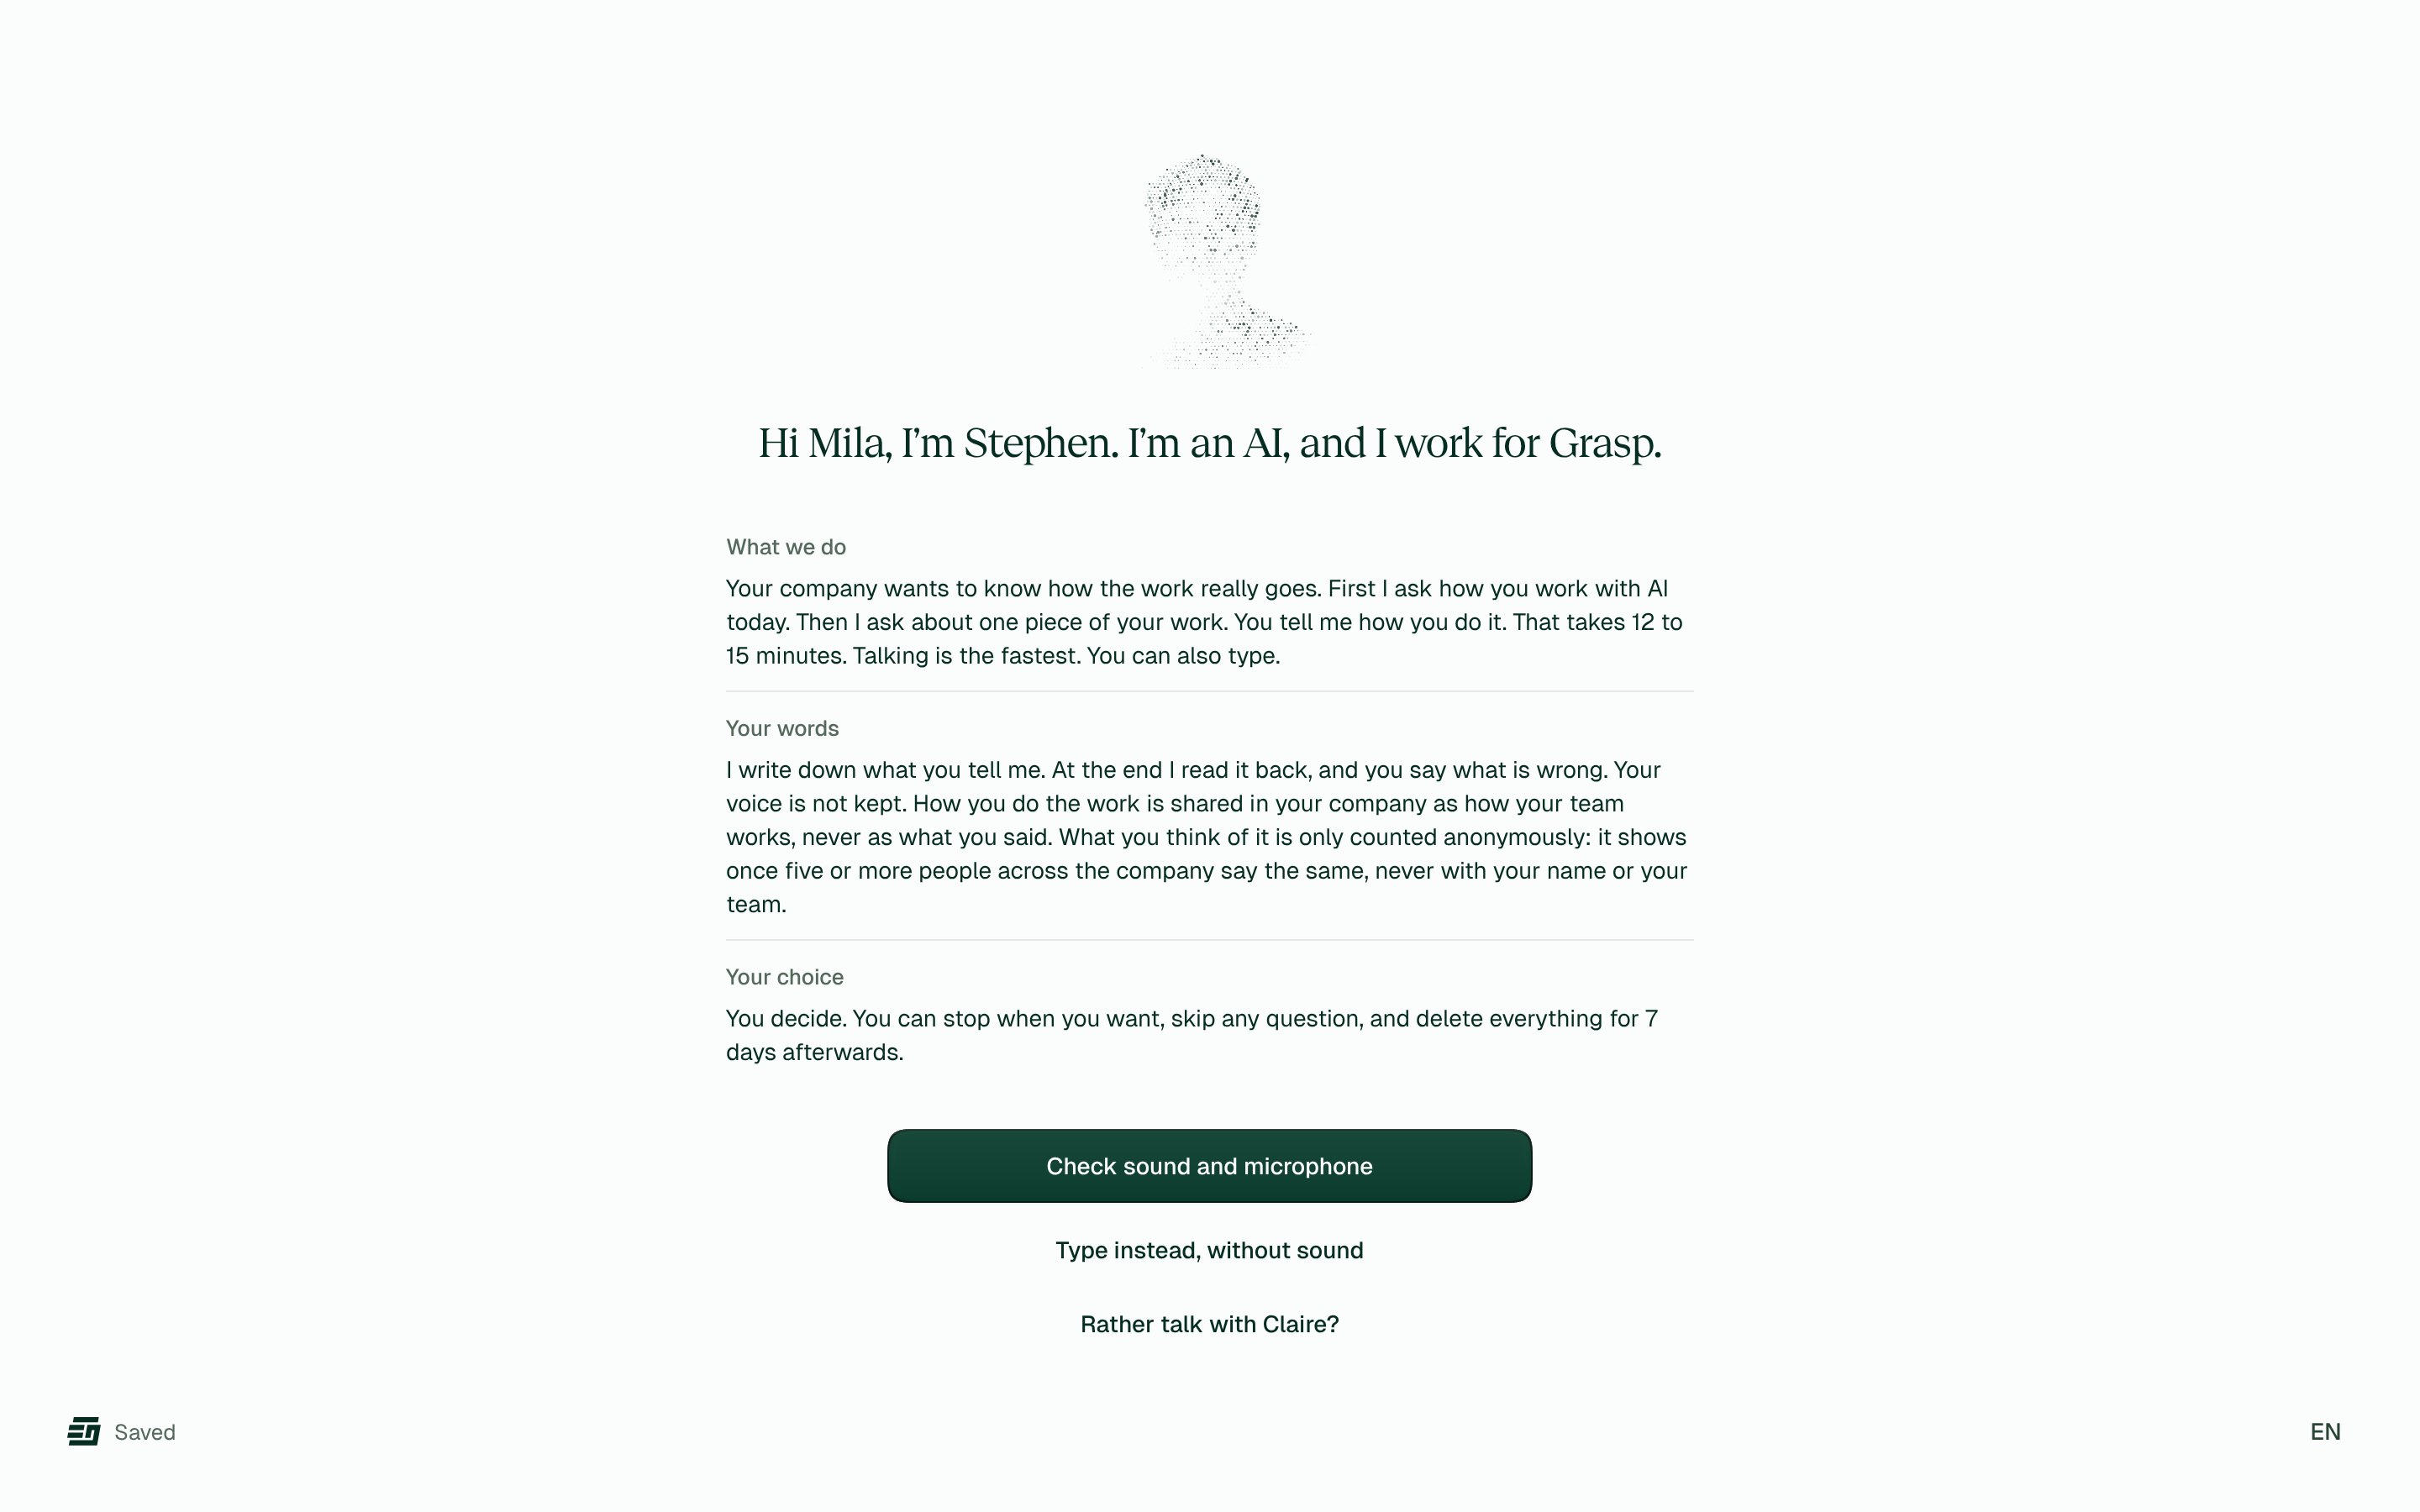 Hi Mila, I’m Stephen. I’m an AI, and I work for Grasp.
What we do
Your company wants to know how the work really goes. First I ask how you work with AI
today. Then I ask about one piece of your work. You tell me how you do it. That takes 12 to
15 minutes. Talking is the fastest. You can also type.
Your words
I write down what you tell me. At the end I read it back, and you say what is wrong. Your
voice is not kept. How you do the work is shared in your company as how your team
works, never as what you said. What you think of it is only counted anonymously: it shows
once five or more people across the company say the same, never with your name or your
team.
Your choice
You decide. You can stop when you want, skip any question, and delete everything for 7
days afterwards.
Check sound and microphone
Type instead, without sound
Rather talk with Claire?
Saved
EN